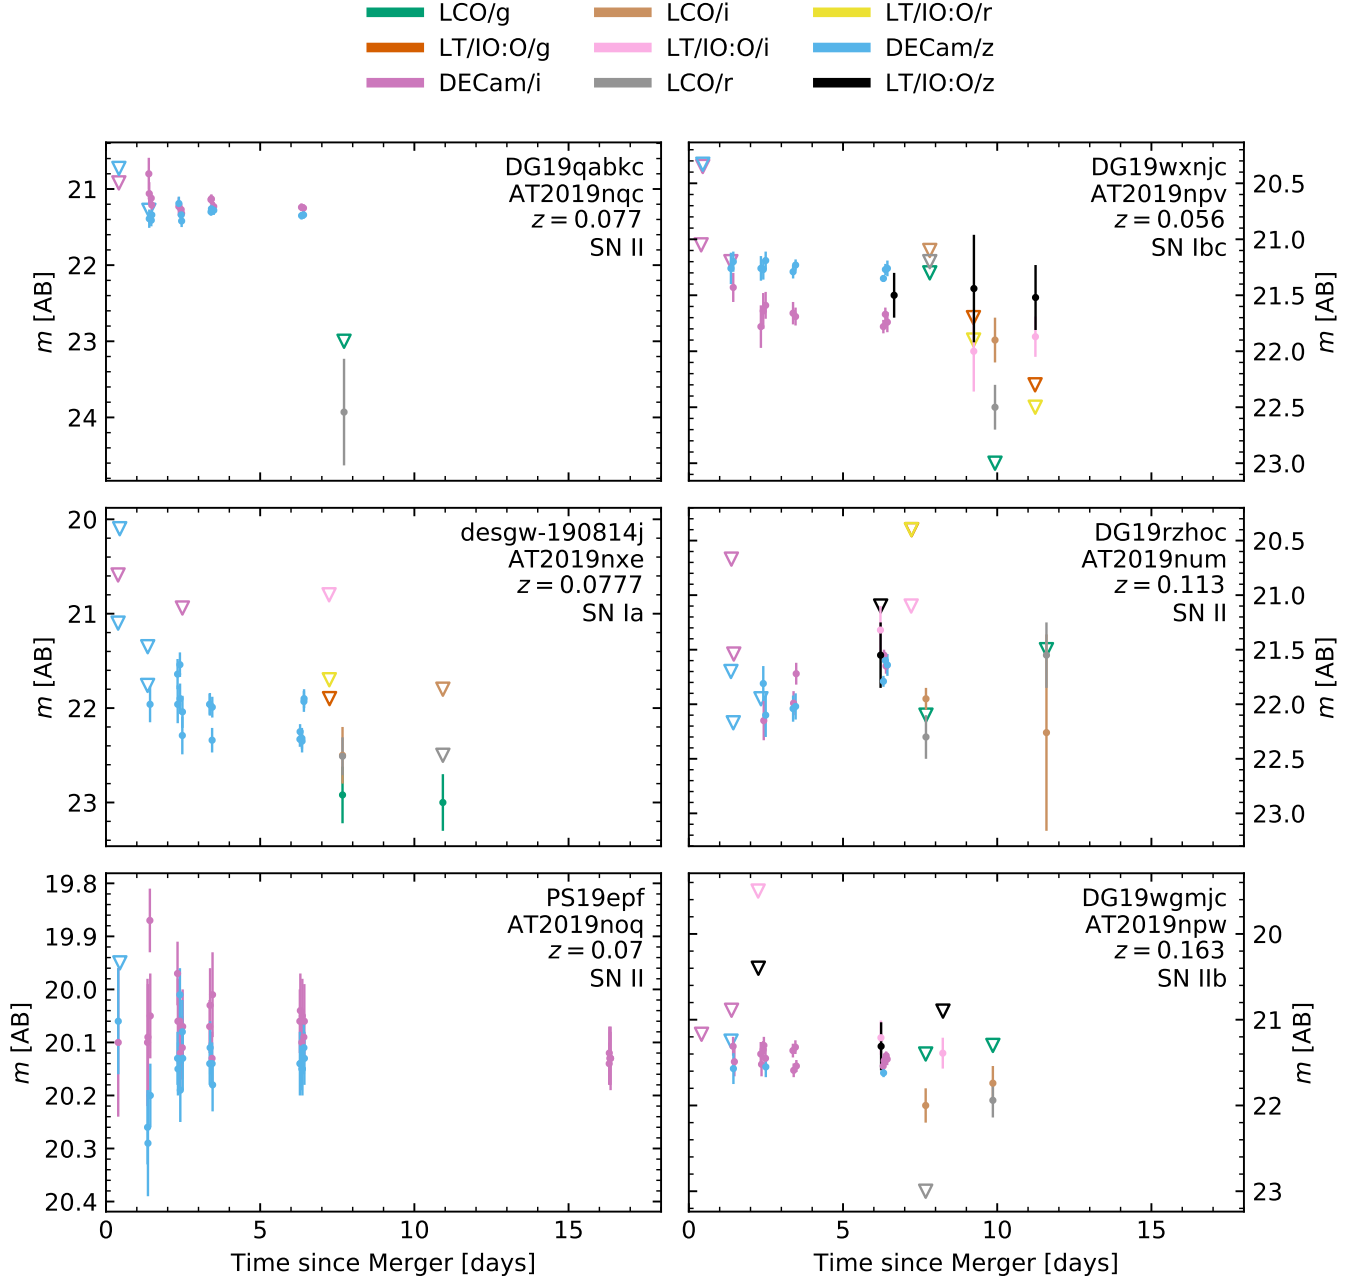 LCO/g LCO/i LT/IO:O/r
LT/IO:O/g LT/IO:O/i DECam/z
DECam/i LCO/r LT/IO:O/z
DG19qabkc
AT2019nqc
z = 0.077
SN II
21
22
23
24
m [AB]
DG19wxnjc
AT2019npv
z = 0.056
SN Ibc
20.5
21.0
21.5
22.0
22.5
23.0
m [AB]
desgw-190814j
AT2019nxe
z = 0.0777
SN Ia
20
21
22
23
m [AB]
DG19rzhoc
AT2019num
z = 0.113
SN II
20.5
21.0
21.5
22.0
22.5
23.0
m [AB]
PS19epf
AT2019noq
z = 0.07
SN II
19.8
19.9
20.0
20.1
20.2
20.3
20.4
m [AB]
0 5 10 15
Time since Merger [days]
DG19wgmjc
AT2019npw
z = 0.163
SN IIb
20
21
22
23
m [AB]
0 5 10 15
Time since Merger [days]